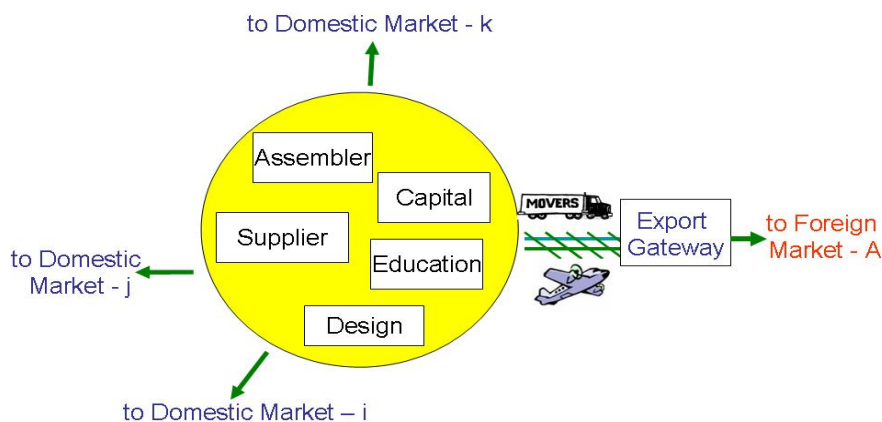 to Domestic Market - k
Assembler
Capital
MOVERS
Supplier
Export
Gateway
to Foreign
Market - A
Education
to Domestic
Market - j
Design
to Domestic Market – i